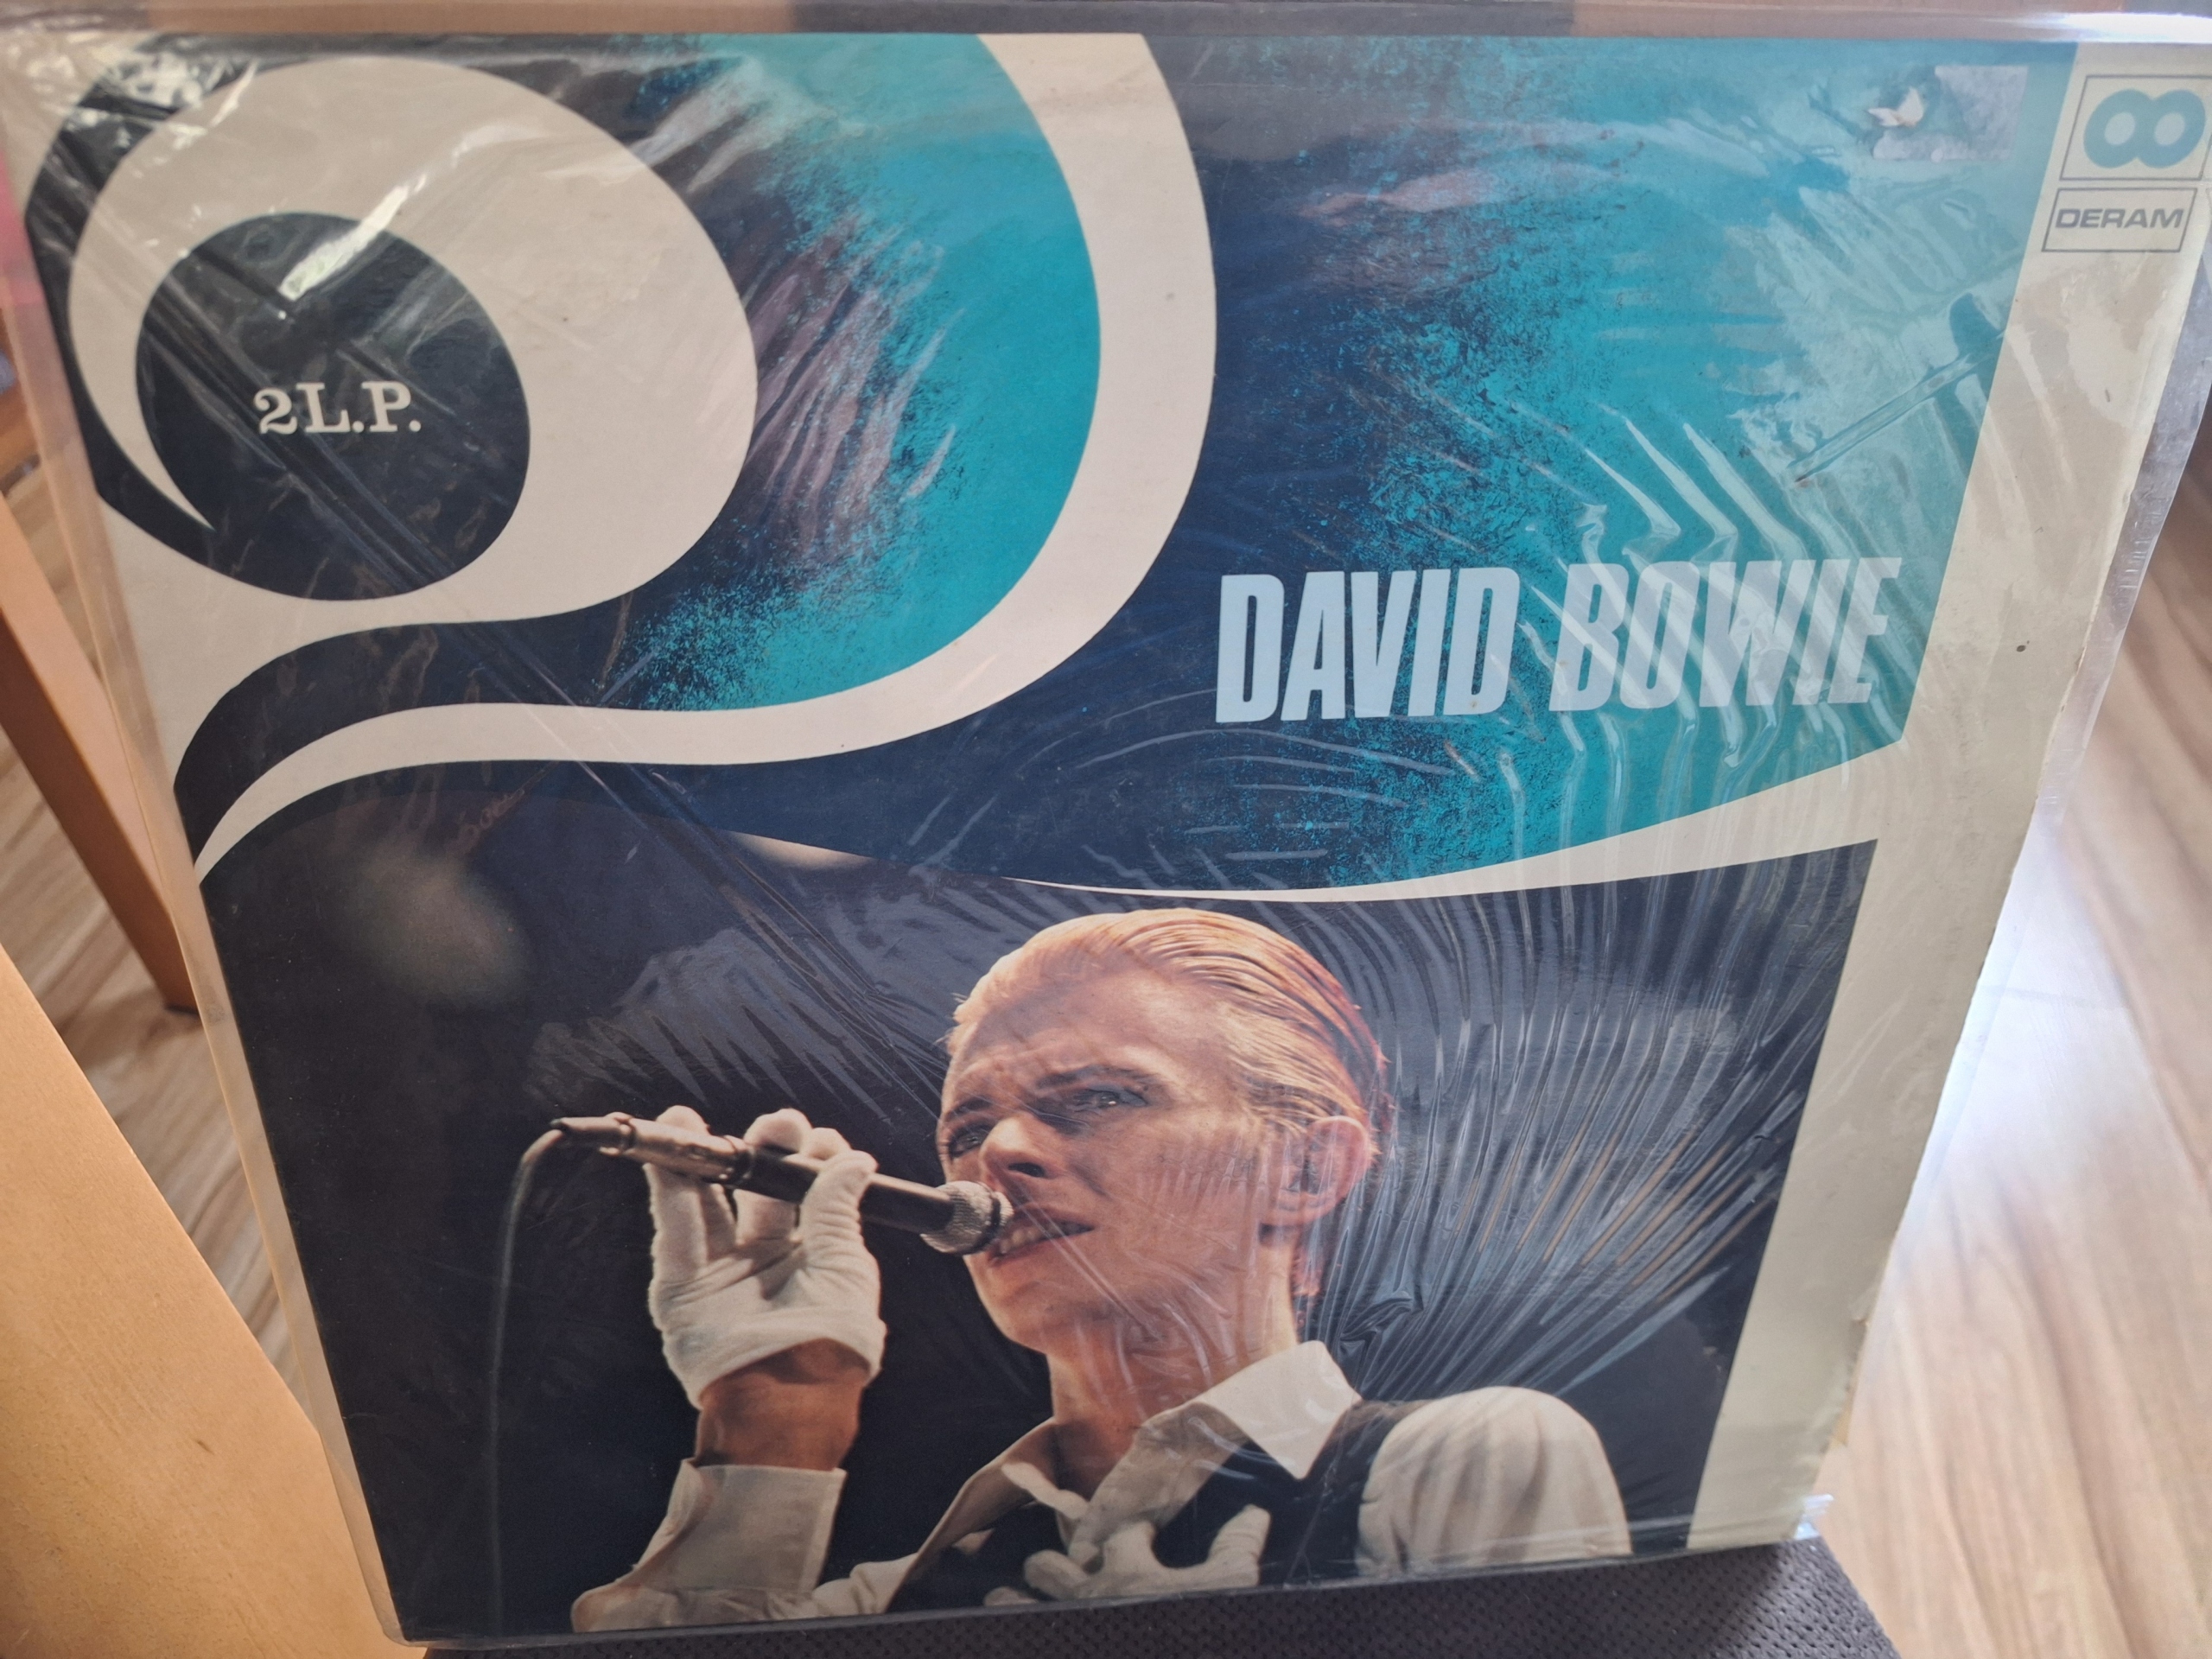 2L.P.
DERAM
DAVID BOWIE